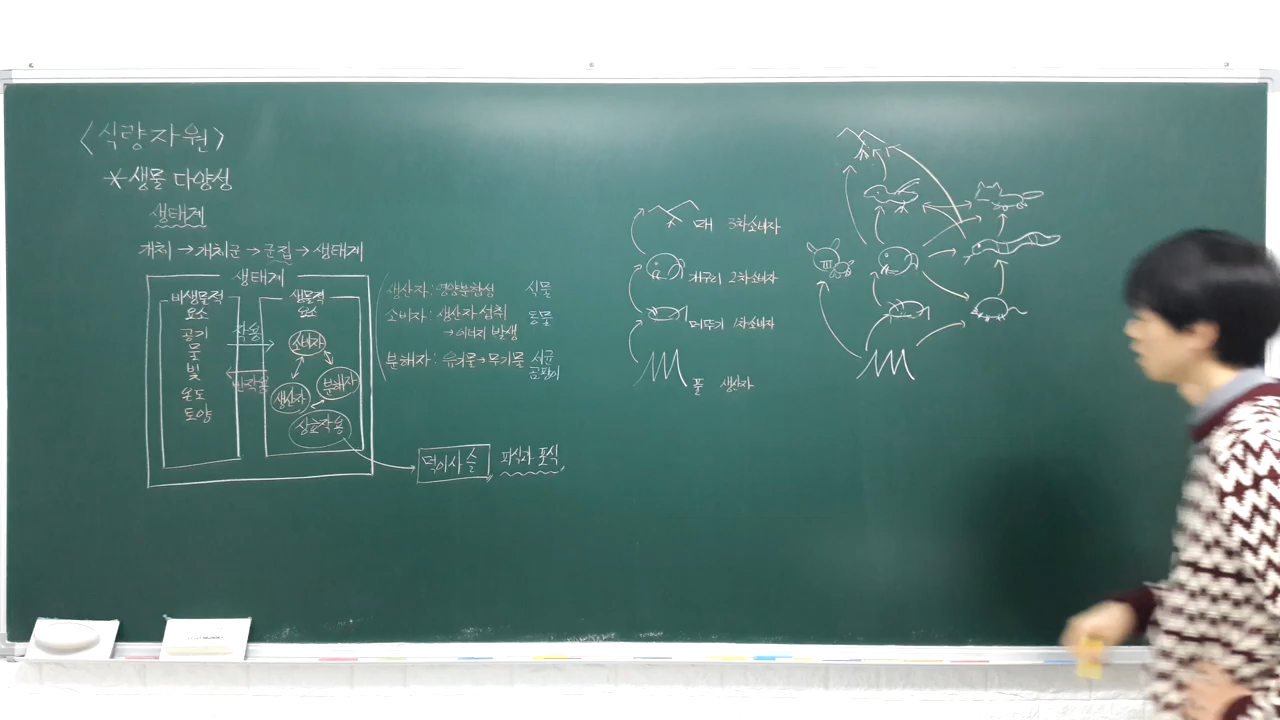 <식량자원>
*생물 다양성
생태계
개체 → 개체군 → 군집 → 생태계
생태계
비생물적
요소
공기
물
빛
온도
토양
작용
반작용
생물적
요소
소비자
생산자
분해자
상호작용
생산자: 영양분 합성 식물
소비자: 생산자 섭취 동물
→ 에너지 발생
분해자: 유기물→무기물 세균
곰팡이
먹이사슬 피식과 포식
매 3차소비자
개구리 2차소비자
메뚜기 1차소비자
풀 생산자